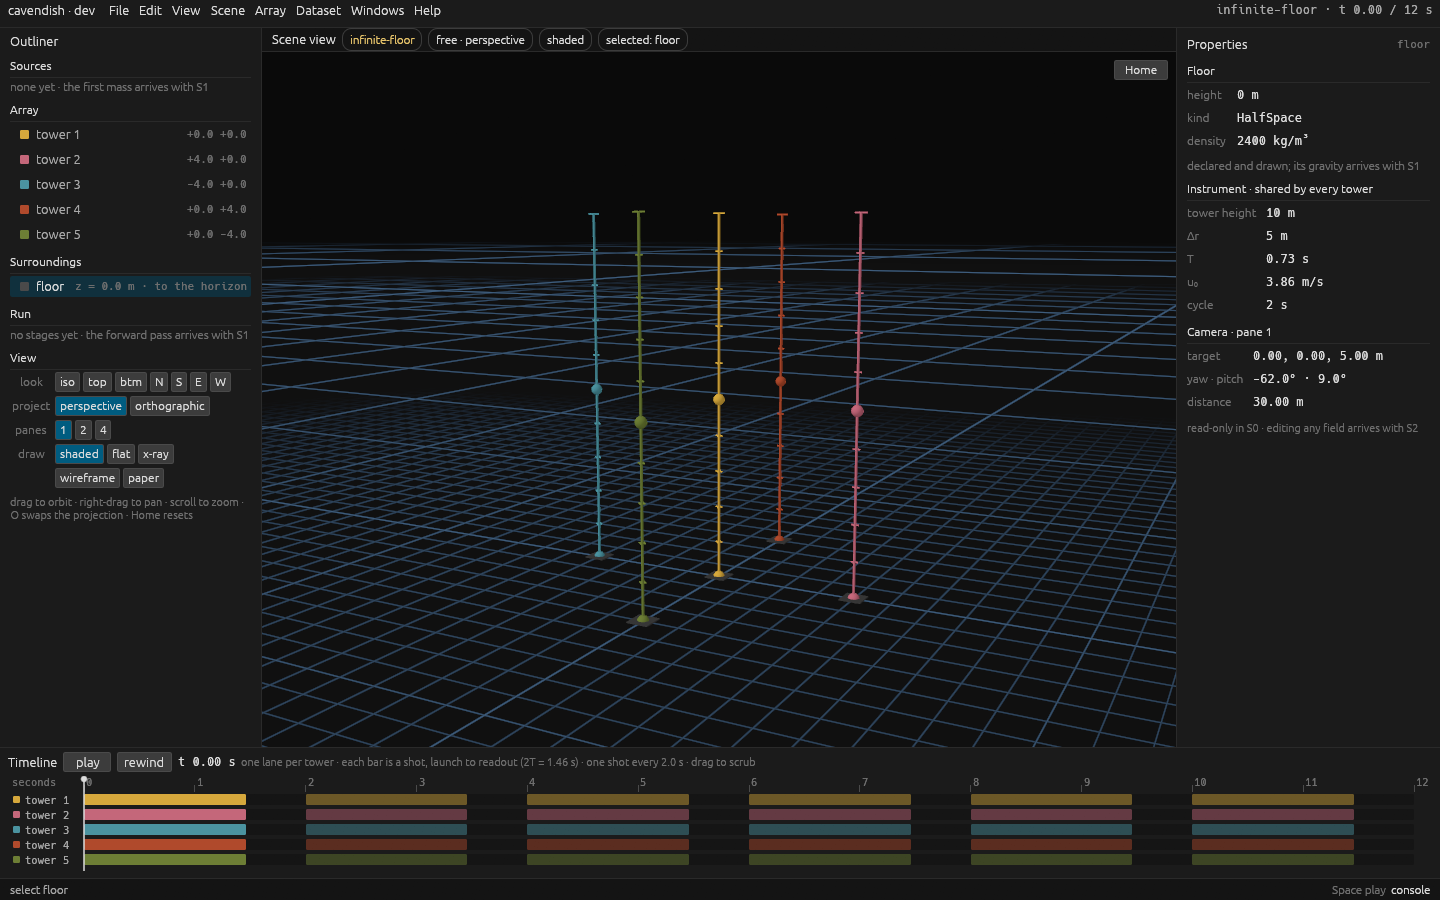 cavendish · dev File Edit View Scene Array Dataset Windows Help
infinite-floor · t 0.00 / 12 s
Outliner
Sources
none yet · the first mass arrives with S1
Array
tower 1 +0.0 +0.0
tower 2 +4.0 +0.0
tower 3 -4.0 +0.0
tower 4 +0.0 +4.0
tower 5 +0.0 -4.0
Surroundings
floor z = 0.0 m · to the horizon
Run
no stages yet · the forward pass arrives with S1
View
look iso top btm N S E W
project perspective orthographic
panes 1 2 4
draw shaded flat x-ray
wireframe paper
drag to orbit · right-drag to pan · scroll to zoom ·
O swaps the projection · Home resets
Scene view infinite-floor free · perspective shaded selected: floor
Home
Properties floor
Floor
height 0 m
kind HalfSpace
density 2400 kg/m³
declared and drawn; its gravity arrives with S1
Instrument · shared by every tower
tower height 10 m
Δr 5 m
T 0.73 s
u₀ 3.86 m/s
cycle 2 s
Camera · pane 1
target 0.00, 0.00, 5.00 m
yaw · pitch -62.0° · 9.0°
distance 30.00 m
read-only in S0 · editing any field arrives with S2
Timeline play rewind t 0.00 s one lane per tower · each bar is a shot, launch to readout (2T = 1.46 s) · one shot every 2.0 s · drag to scrub
seconds 0 1 2 3 4 5 6 7 8 9 10 11 12
tower 1
tower 2
tower 3
tower 4
tower 5
select floor
Space play console